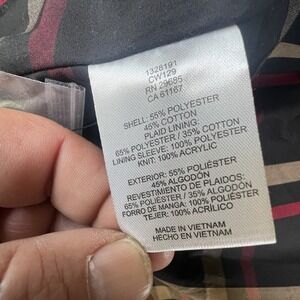 1328191
CW129
RN 29685
CA 61167
SHELL: 55% POLYESTER
45% COTTON
PLAID LINING:
65% POLYESTER / 35% COTTON
LINING SLEEVE: 100% POLYESTER
KNIT: 100% ACRYLIC
EXTERIOR: 55% POLIÉSTER
45% ALGODÓN
REVESTIMIENTO DE PLAIDOS:
65% POLIÉSTER / 35% ALGODÓN
FORRO DE MANGA: 100% POLIÉSTER
TEJER: 100% ACRÍLICO
MADE IN VIETNAM
HECHO EN VIETNAM